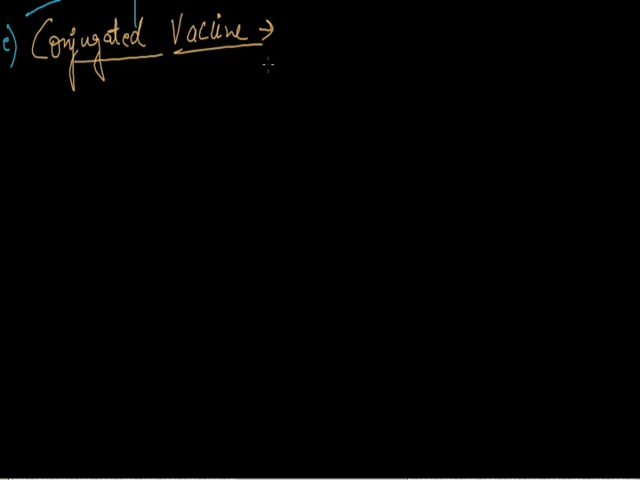 e) Conjugated Vaccine →